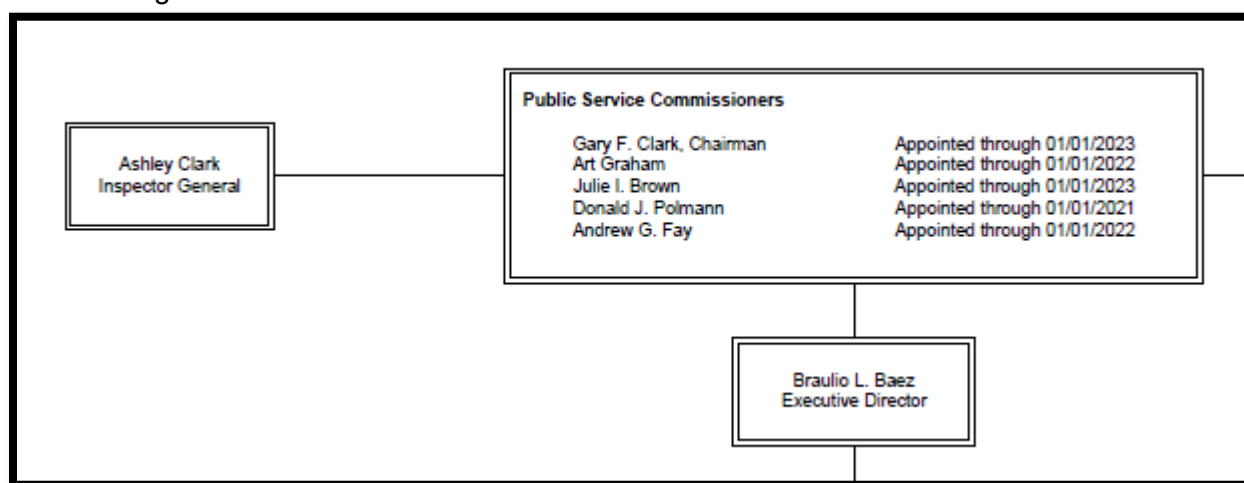 Public Service Commissioners
Gary F. Clark, Chairman Appointed through 01/01/2023
Art Graham Appointed through 01/01/2022
Julie I. Brown Appointed through 01/01/2023
Donald J. Polmann Appointed through 01/01/2021
Andrew G. Fay Appointed through 01/01/2022
Ashley Clark
Inspector General
Braulio L. Baez
Executive Director